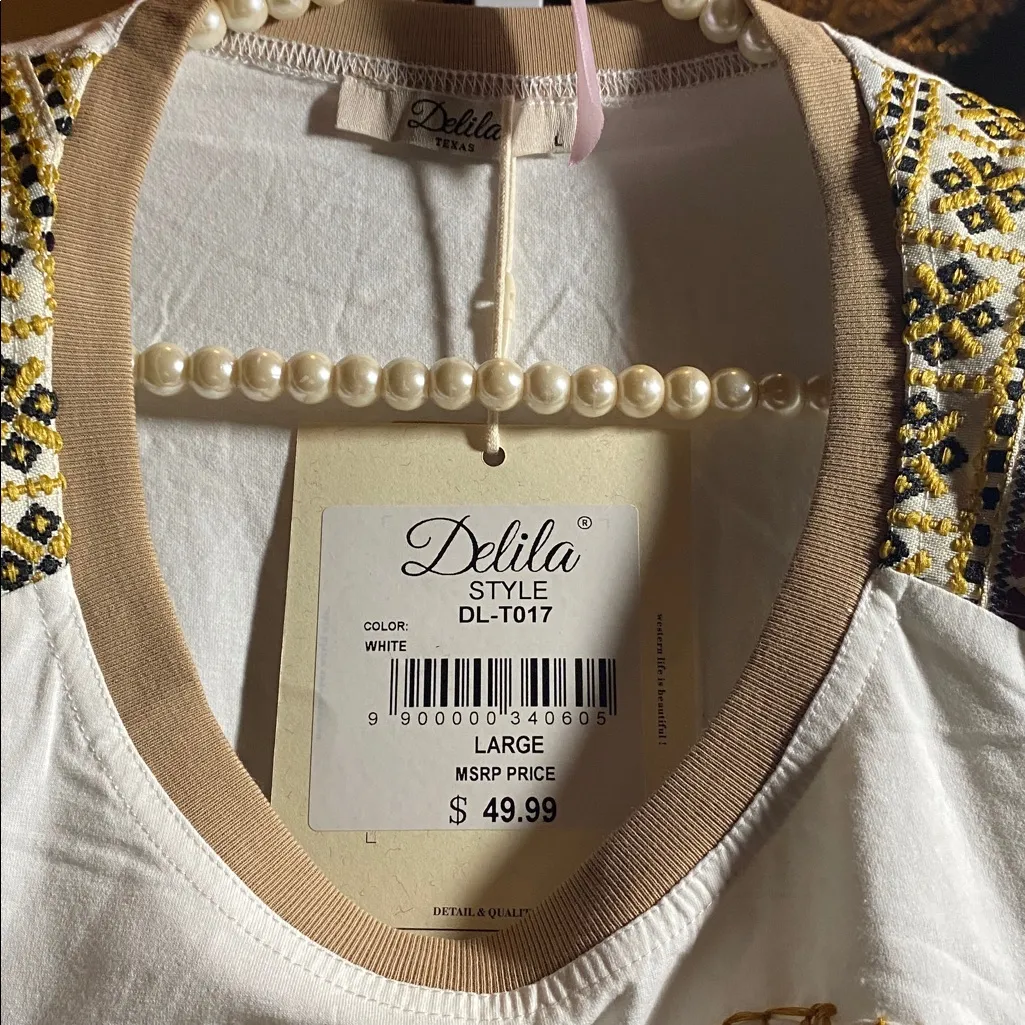 Delila
TEXAS
L
Delila®
STYLE
DL-T017
COLOR:
WHITE
9 900000 340605
LARGE
MSRP PRICE
$ 49.99
western life is beautiful!
DETAIL & QUALIT